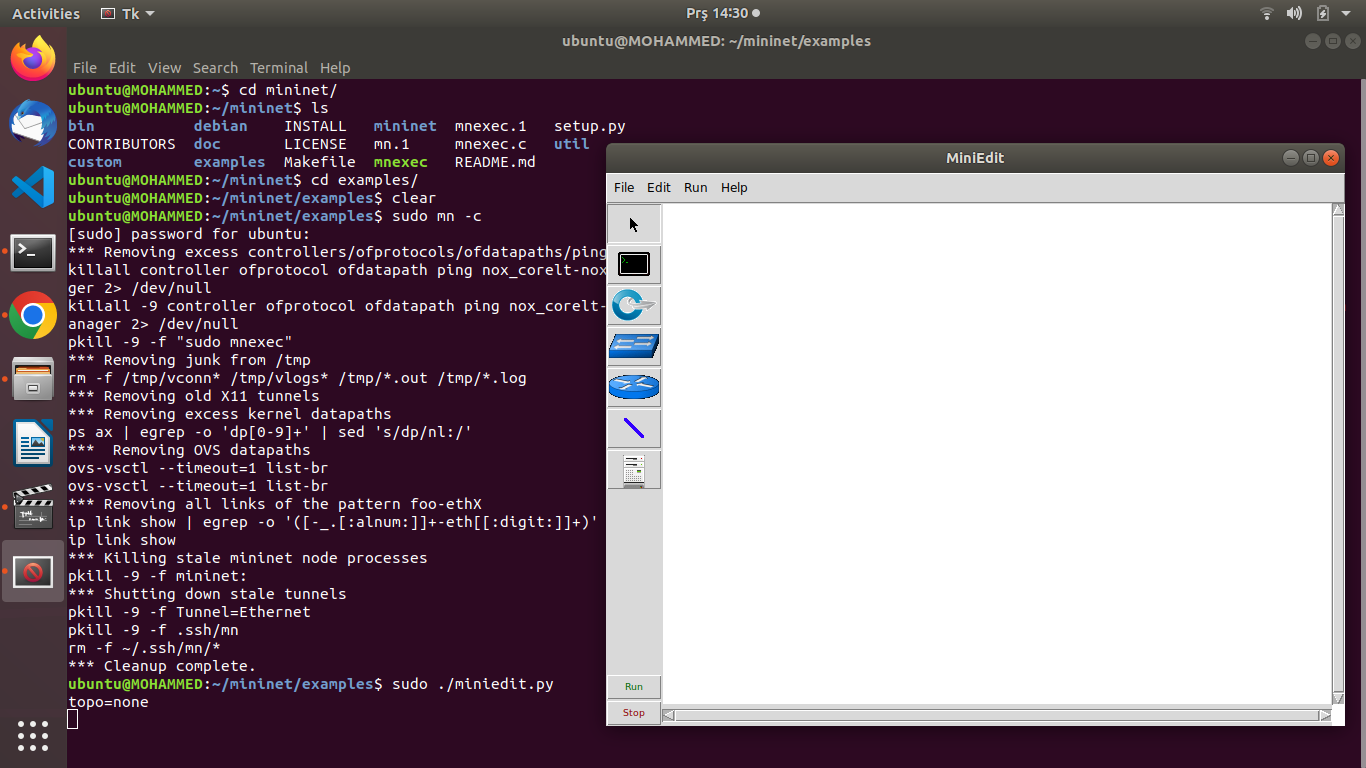 Activities Tk Prş 14:30
ubuntu@MOHAMMED: ~/mininet/examples
File Edit View Search Terminal Help
ubuntu@MOHAMMED:~$ cd mininet/
ubuntu@MOHAMMED:~/mininet$ ls
bin debian INSTALL mininet mnexec.1 setup.py
CONTRIBUTORS doc LICENSE mn.1 mnexec.c util
custom examples Makefile mnexec README.md
ubuntu@MOHAMMED:~/mininet$ cd examples/
ubuntu@MOHAMMED:~/mininet/examples$ clear
ubuntu@MOHAMMED:~/mininet/examples$ sudo mn -c
[sudo] password for ubuntu:
*** Removing excess controllers/ofprotocols/ofdatapaths/ping
killall controller ofprotocol ofdatapath ping nox_corelt-nox
ger 2> /dev/null
killall -9 controller ofprotocol ofdatapath ping nox_corelt-
anager 2> /dev/null
pkill -9 -f "sudo mnexec"
*** Removing junk from /tmp
rm -f /tmp/vconn* /tmp/vlogs* /tmp/*.out /tmp/*.log
*** Removing old X11 tunnels
*** Removing excess kernel datapaths
ps ax | egrep -o 'dp[0-9]+' | sed 's/dp/nl:/'
***  Removing OVS datapaths
ovs-vsctl --timeout=1 list-br
ovs-vsctl --timeout=1 list-br
*** Removing all links of the pattern foo-ethX
ip link show | egrep -o '([-_.[:alnum:]]+-eth[[:digit:]]+)'
ip link show
*** Killing stale mininet node processes
pkill -9 -f mininet:
*** Shutting down stale tunnels
pkill -9 -f Tunnel=Ethernet
pkill -9 -f .ssh/mn
rm -f ~/.ssh/mn/*
*** Cleanup complete.
ubuntu@MOHAMMED:~/mininet/examples$ sudo ./miniedit.py
topo=none
MiniEdit
File Edit Run Help
Run
Stop